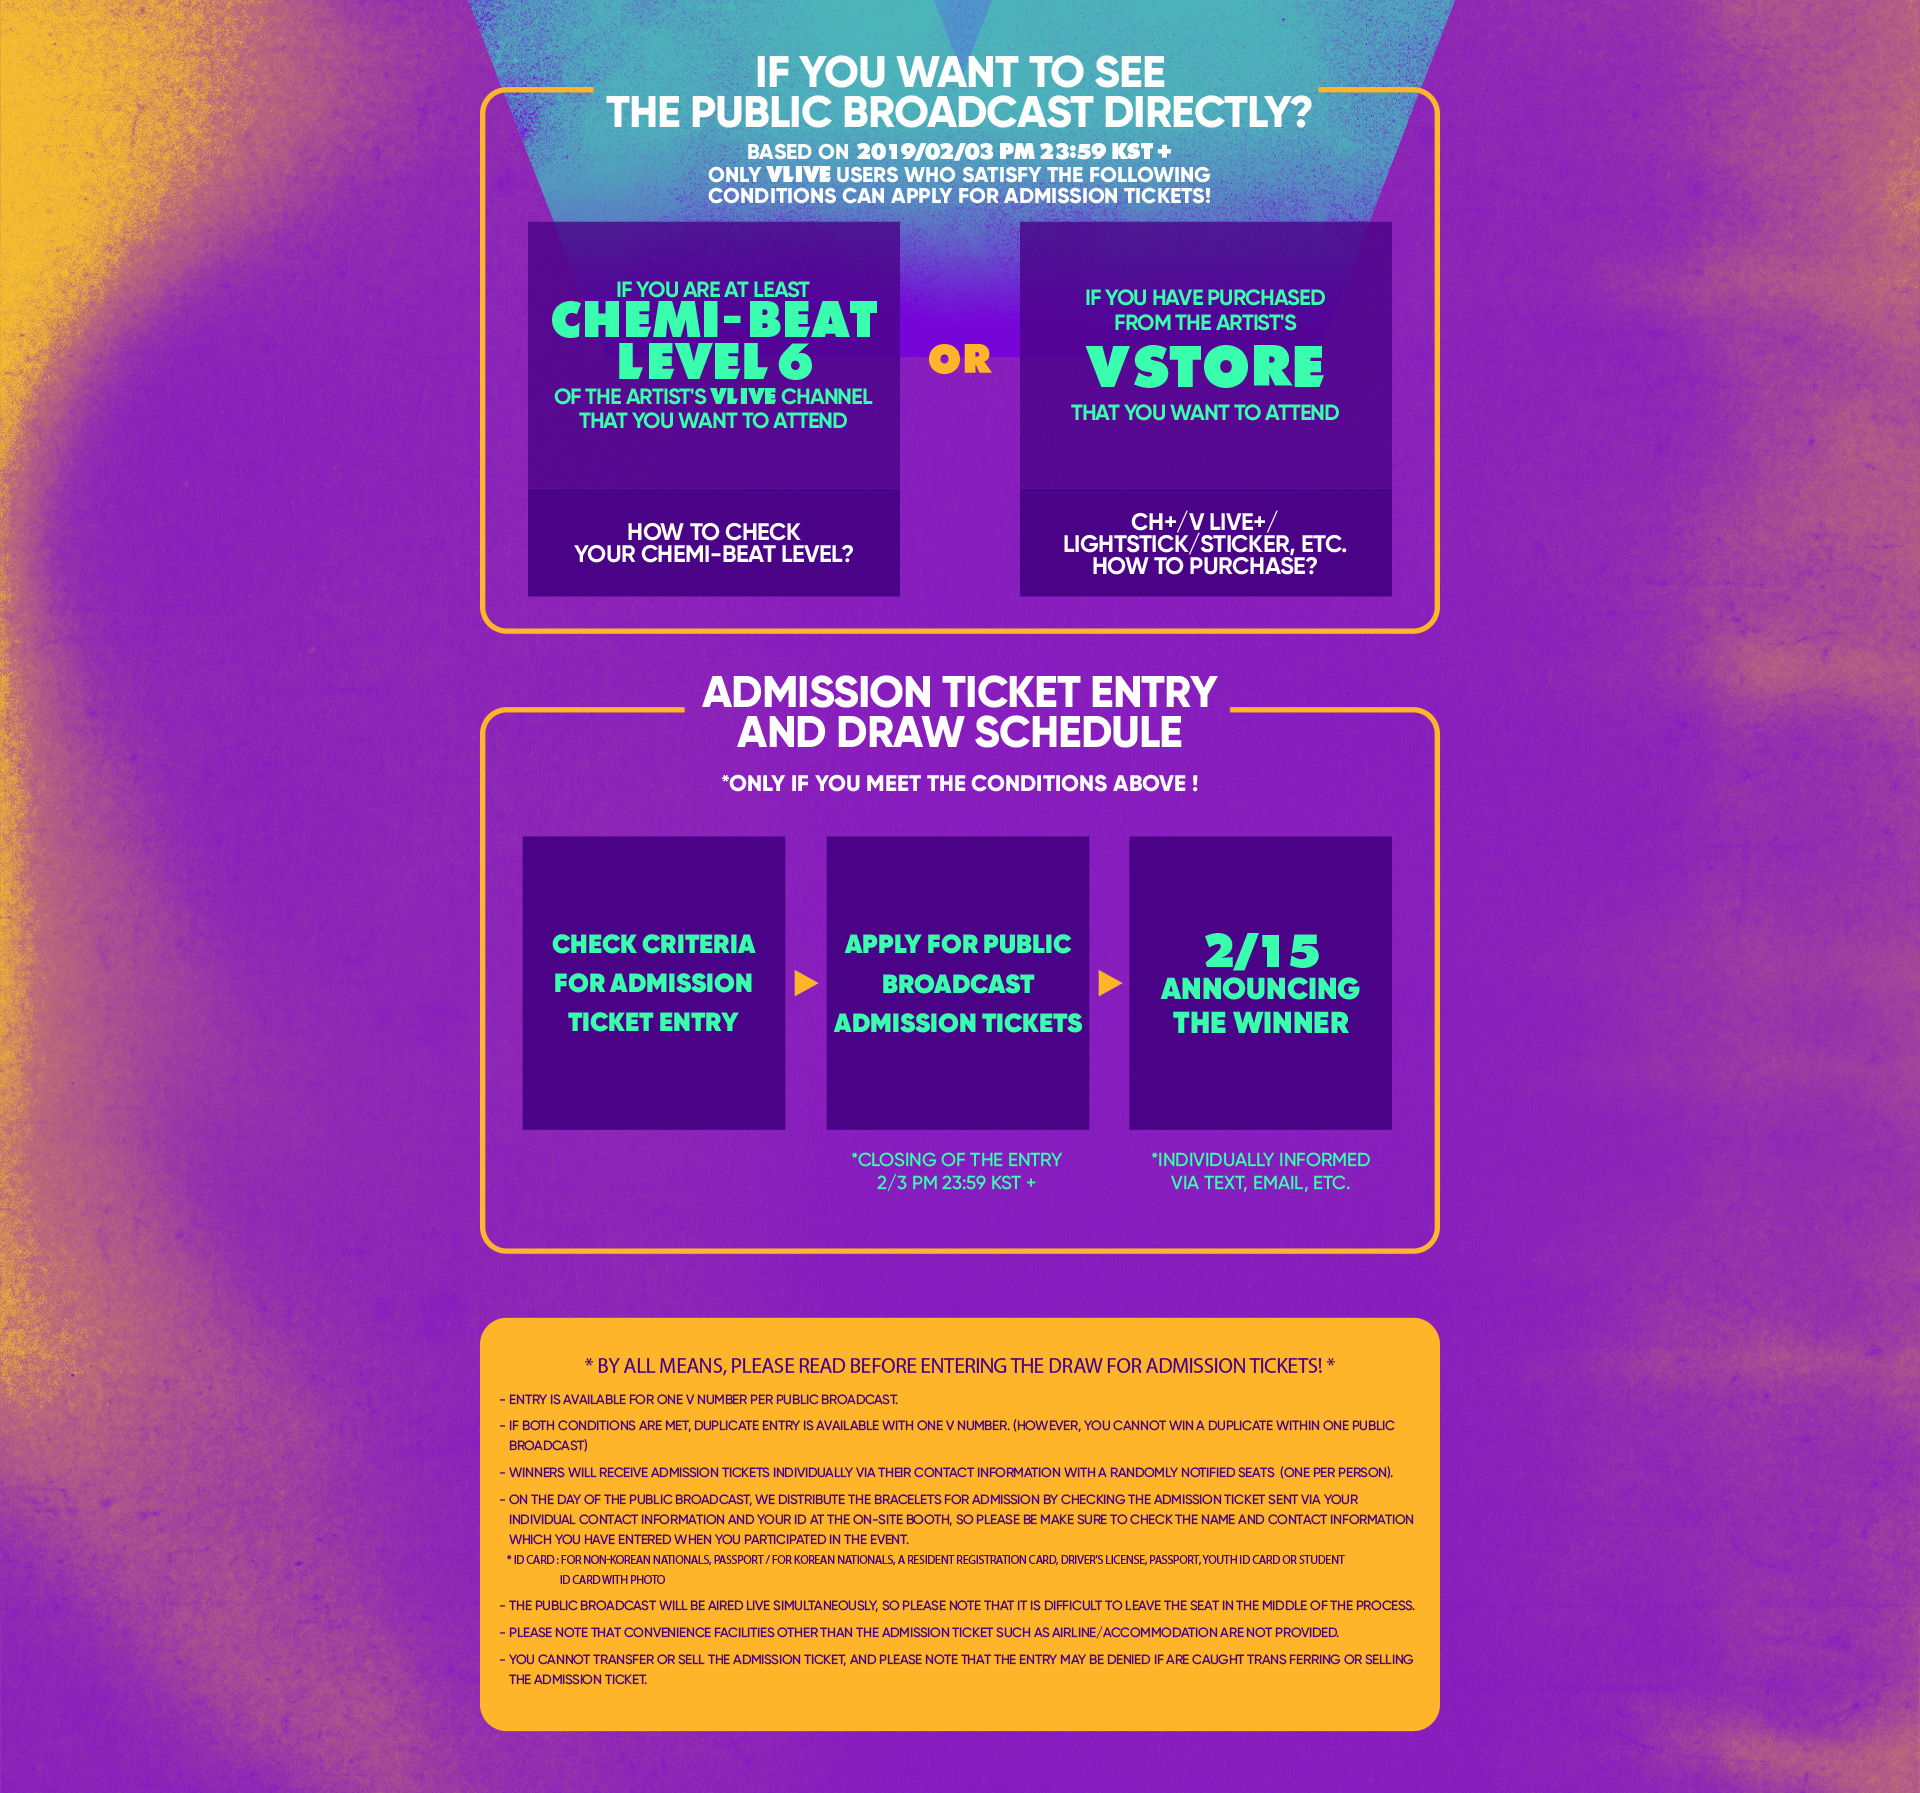 IF YOU WANT TO SEE
THE PUBLIC BROADCAST DIRECTLY?
BASED ON 2019/02/03 PM 23:59 KST +
ONLY VLIVE USERS WHO SATISFY THE FOLLOWING
CONDITIONS CAN APPLY FOR ADMISSION TICKETS!
IF YOU ARE AT LEAST
CHEMI-BEAT
LEVEL 6
OF THE ARTIST'S VLIVE CHANNEL
THAT YOU WANT TO ATTEND
HOW TO CHECK
YOUR CHEMI-BEAT LEVEL?
OR
IF YOU HAVE PURCHASED
FROM THE ARTIST'S
VSTORE
THAT YOU WANT TO ATTEND
CH+/V LIVE+/
LIGHTSTICK/STICKER, ETC.
HOW TO PURCHASE?
ADMISSION TICKET ENTRY
AND DRAW SCHEDULE
*ONLY IF YOU MEET THE CONDITIONS ABOVE !
CHECK CRITERIA
FOR ADMISSION
TICKET ENTRY
APPLY FOR PUBLIC
BROADCAST
ADMISSION TICKETS
*CLOSING OF THE ENTRY
2/3 PM 23:59 KST +
2/15
ANNOUNCING
THE WINNER
*INDIVIDUALLY INFORMED
VIA TEXT, EMAIL, ETC.
* BY ALL MEANS, PLEASE READ BEFORE ENTERING THE DRAW FOR ADMISSION TICKETS! *
- ENTRY IS AVAILABLE FOR ONE V NUMBER PER PUBLIC BROADCAST.
- IF BOTH CONDITIONS ARE MET, DUPLICATE ENTRY IS AVAILABLE WITH ONE V NUMBER. (HOWEVER, YOU CANNOT WIN A DUPLICATE WITHIN ONE PUBLIC
BROADCAST)
- WINNERS WILL RECEIVE ADMISSION TICKETS INDIVIDUALLY VIA THEIR CONTACT INFORMATION WITH A RANDOMLY NOTIFIED SEATS (ONE PER PERSON).
- ON THE DAY OF THE PUBLIC BROADCAST, WE DISTRIBUTE THE BRACELETS FOR ADMISSION BY CHECKING THE ADMISSION TICKET SENT VIA YOUR
INDIVIDUAL CONTACT INFORMATION AND YOUR ID AT THE ON-SITE BOOTH, SO PLEASE BE MAKE SURE TO CHECK THE NAME AND CONTACT INFORMATION
WHICH YOU HAVE ENTERED WHEN YOU PARTICIPATED IN THE EVENT.
* ID CARD : FOR NON-KOREAN NATIONALS, PASSPORT / FOR KOREAN NATIONALS, A RESIDENT REGISTRATION CARD, DRIVER'S LICENSE, PASSPORT, YOUTH ID CARD OR STUDENT
ID CARD WITH PHOTO
- THE PUBLIC BROADCAST WILL BE AIRED LIVE SIMULTANEOUSLY, SO PLEASE NOTE THAT IT IS DIFFICULT TO LEAVE THE SEAT IN THE MIDDLE OF THE PROCESS.
- PLEASE NOTE THAT CONVENIENCE FACILITIES OTHER THAN THE ADMISSION TICKET SUCH AS AIRLINE/ACCOMMODATION ARE NOT PROVIDED.
- YOU CANNOT TRANSFER OR SELL THE ADMISSION TICKET, AND PLEASE NOTE THAT THE ENTRY MAY BE DENIED IF ARE CAUGHT TRANS FERRING OR SELLING
THE ADMISSION TICKET.